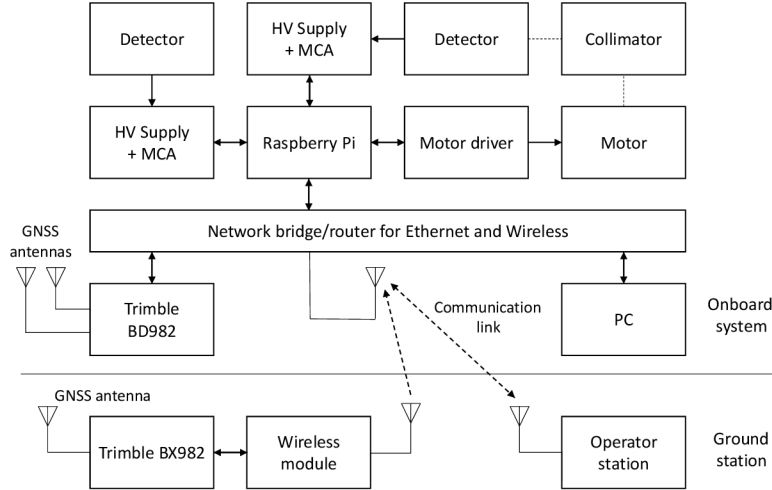 Detector
HV Supply
+ MCA
Detector
Collimator
HV Supply
+ MCA
Raspberry Pi
Motor driver
Motor
Network bridge/router for Ethernet and Wireless
GNSS
antennas
Trimble
BD982
Communication
link
PC
Onboard
system
GNSS antenna
Trimble BX982
Wireless
module
Operator
station
Ground
station